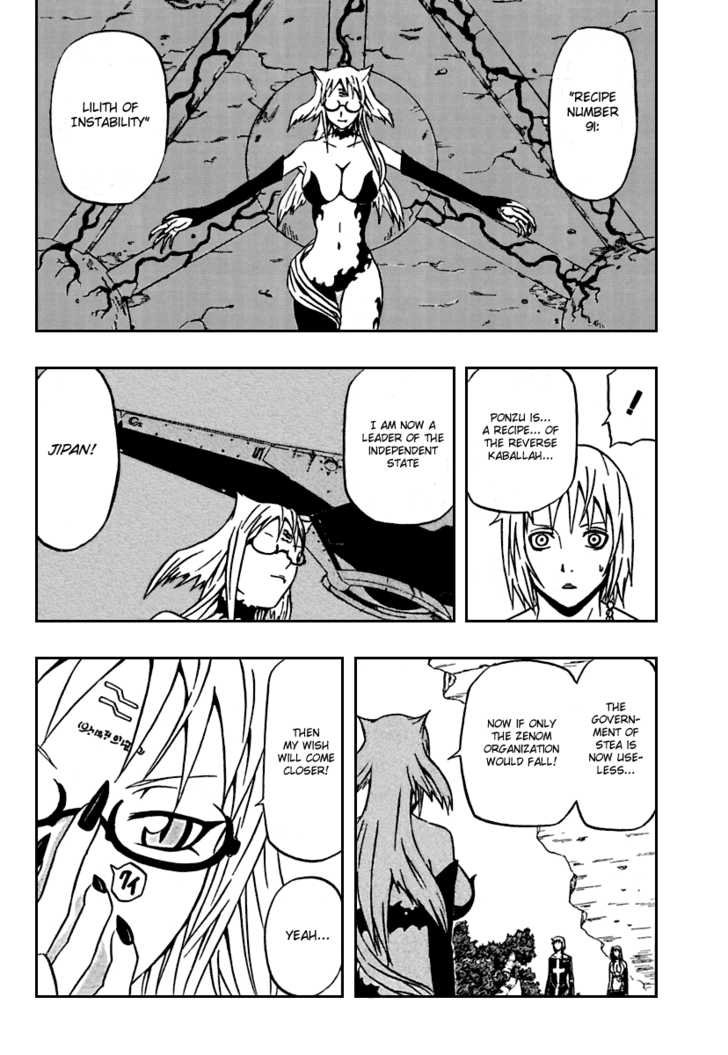 "RECIPE
NUMBER
91:
LILITH OF
INSTABILITY"
!
PONZU IS...
A RECIPE... OF
THE REVERSE
KABALLAH...
I AM NOW A
LEADER OF THE
INDEPENDENT
STATE
JIPAN!
THE
GOVERN-
MENT OF
STEA IS
NOW USE-
LESS...
NOW IF ONLY
THE ZENOM
ORGANIZATION
WOULD FALL!
THEN
MY WISH
WILL COME
CLOSER!
YEAH...